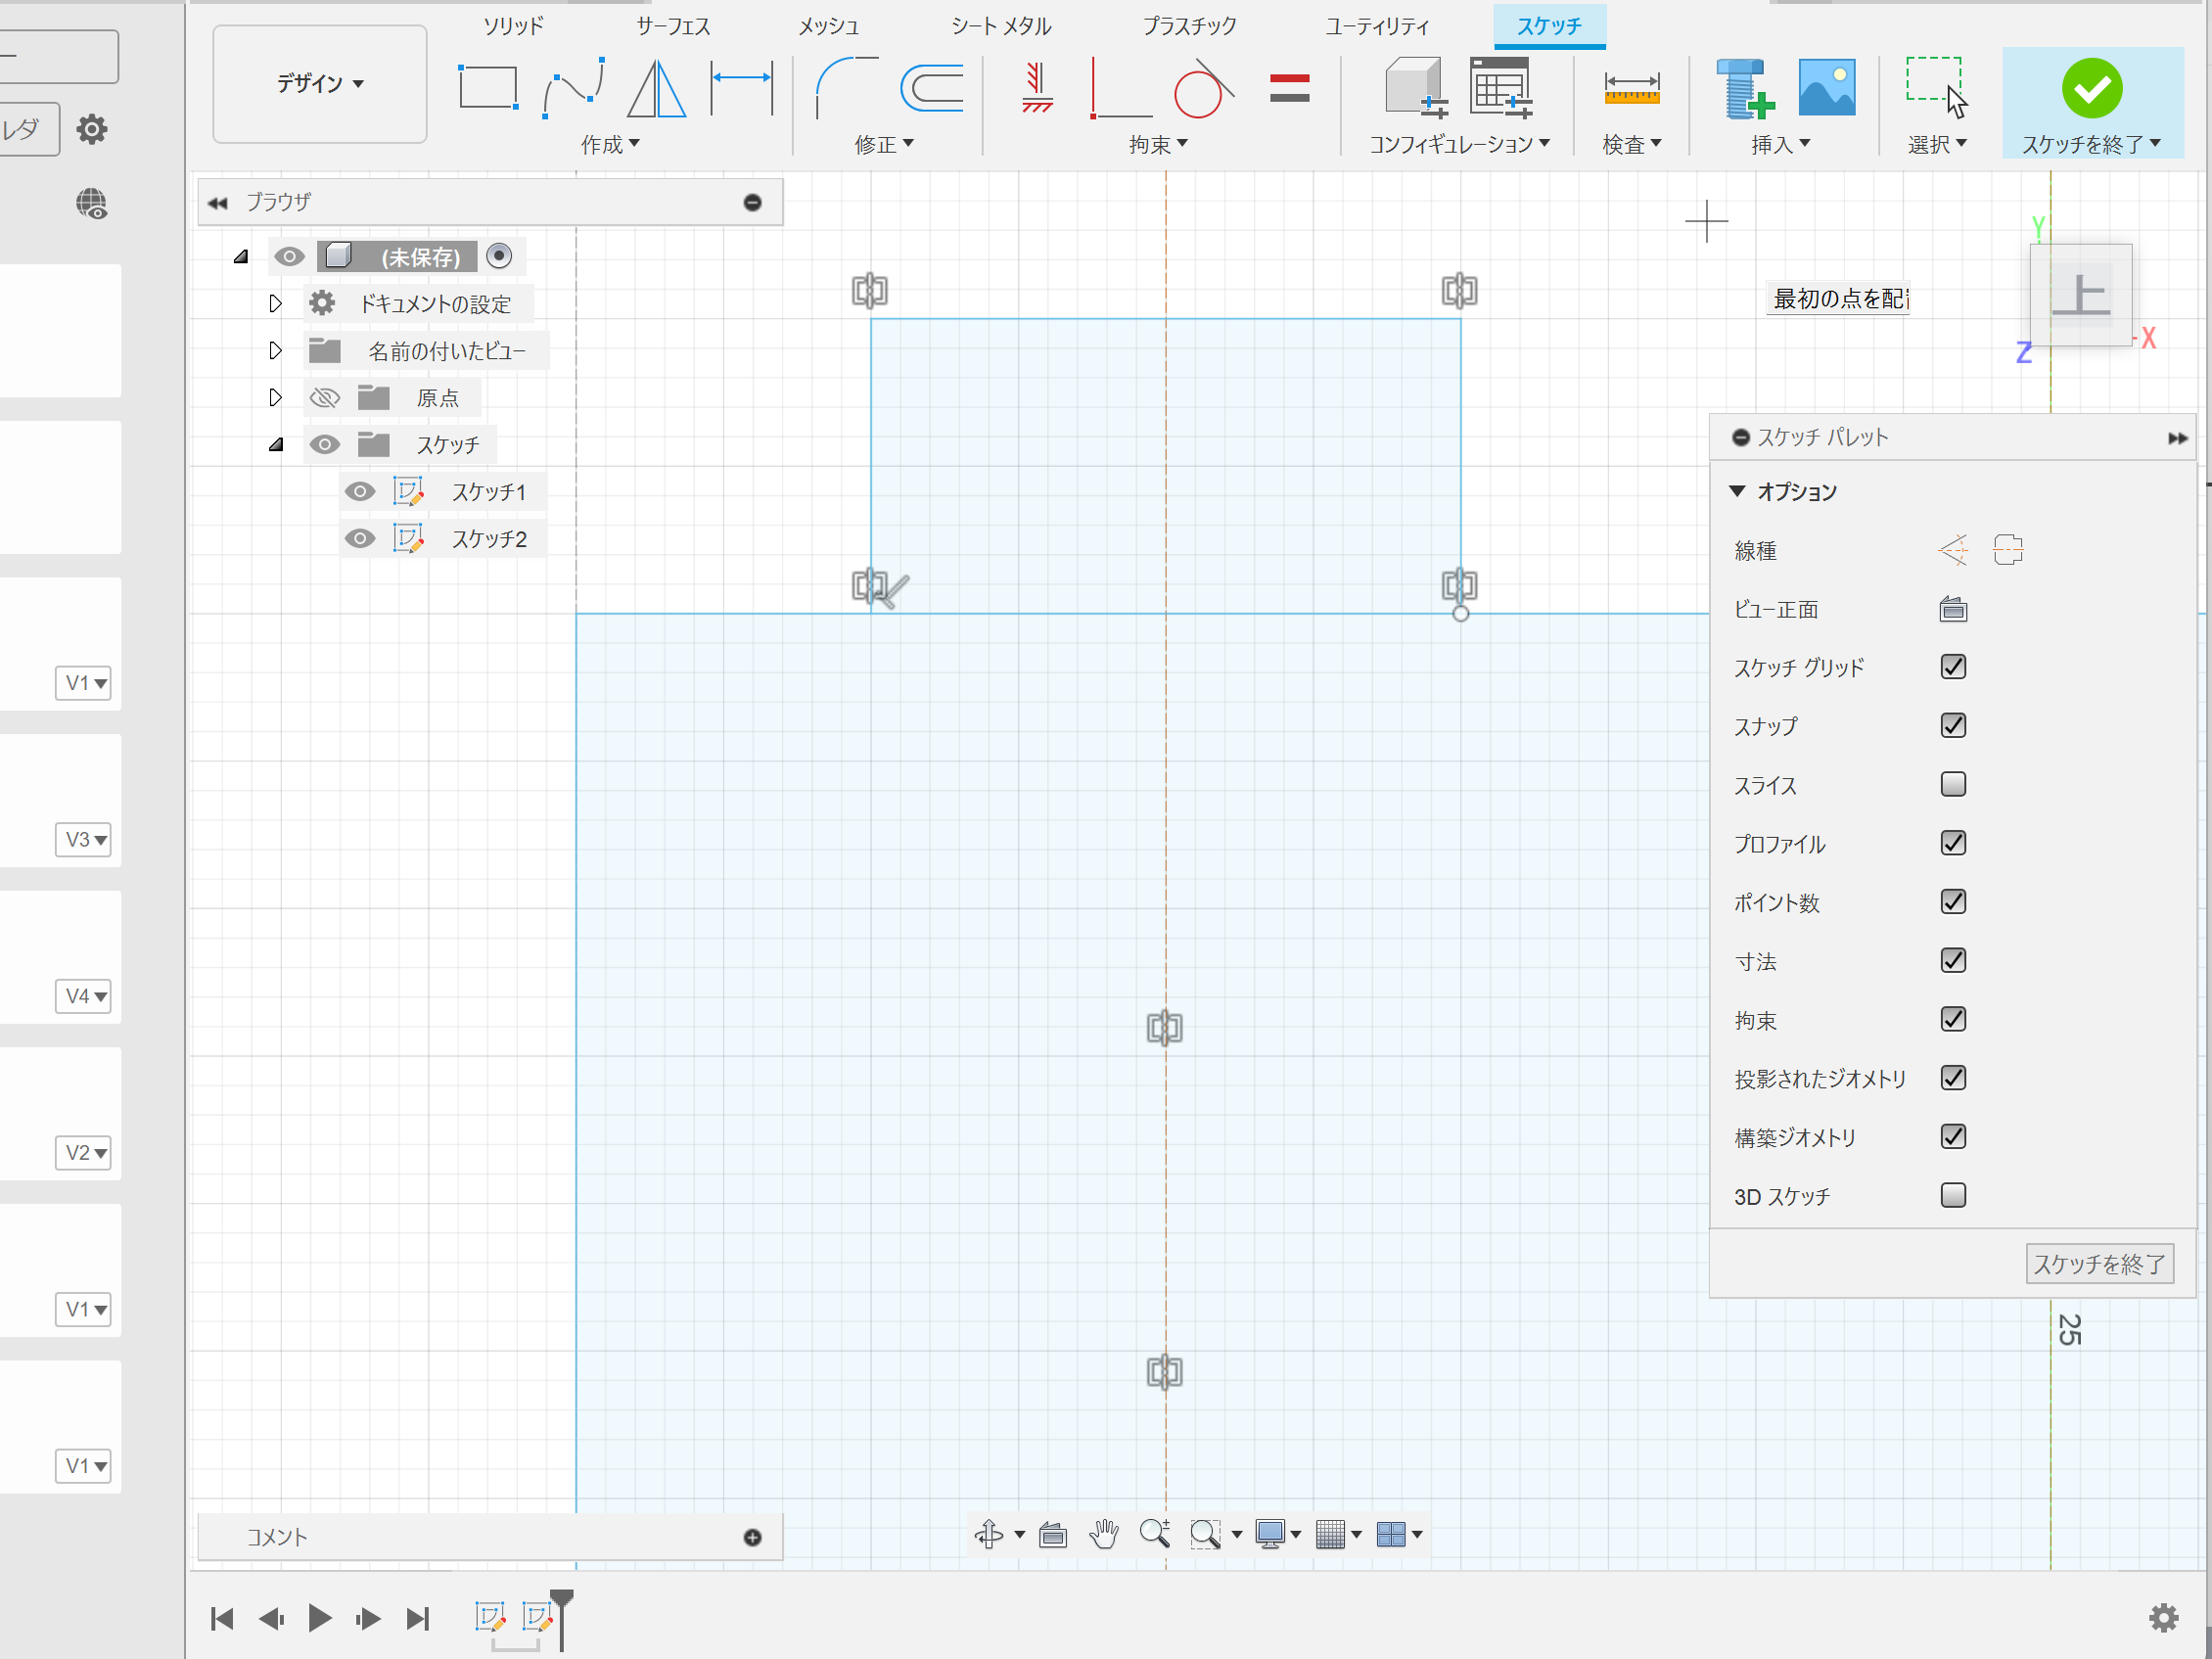 ソリッド
サーフェス
メッシュ
シート メタル
プラスチック
ユーティリティ
スケッチ
デザイン
作成
修正
拘束
コンフィギュレーション
検査
挿入
選択
スケッチを終了
ルダ
ブラウザ
(未保存)
ドキュメントの設定
名前の付いたビュー
原点
スケッチ
スケッチ1
スケッチ2
最初の点を配
Y
上
X
Z
スケッチ パレット
オプション
線種
ビュー正面
スケッチ グリッド
スナップ
スライス
プロファイル
ポイント数
寸法
拘束
投影されたジオメトリ
構築ジオメトリ
3D スケッチ
スケッチを終了
25
V1
V3
V4
V2
V1
V1
コメント